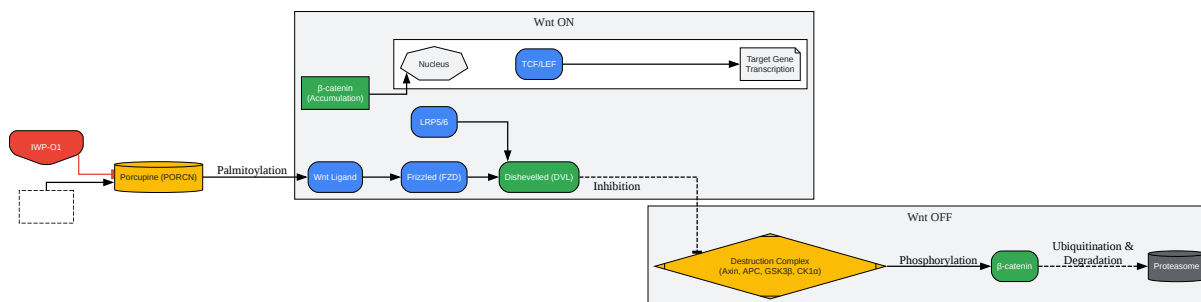 Wnt ON
Nucleus
TCF/LEF
Target Gene
Transcription
β-catenin
(Accumulation)
LRP5/6
IWP-O1
Porcupine (PORCN)
Palmitoylation
Wnt Ligand
Frizzled (FZD)
Dishevelled (DVL)
Inhibition
Wnt OFF
Destruction Complex
(Axin, APC, GSK3β, CK1α)
Phosphorylation
β-catenin
Ubiquitination &
Degradation
Proteasome